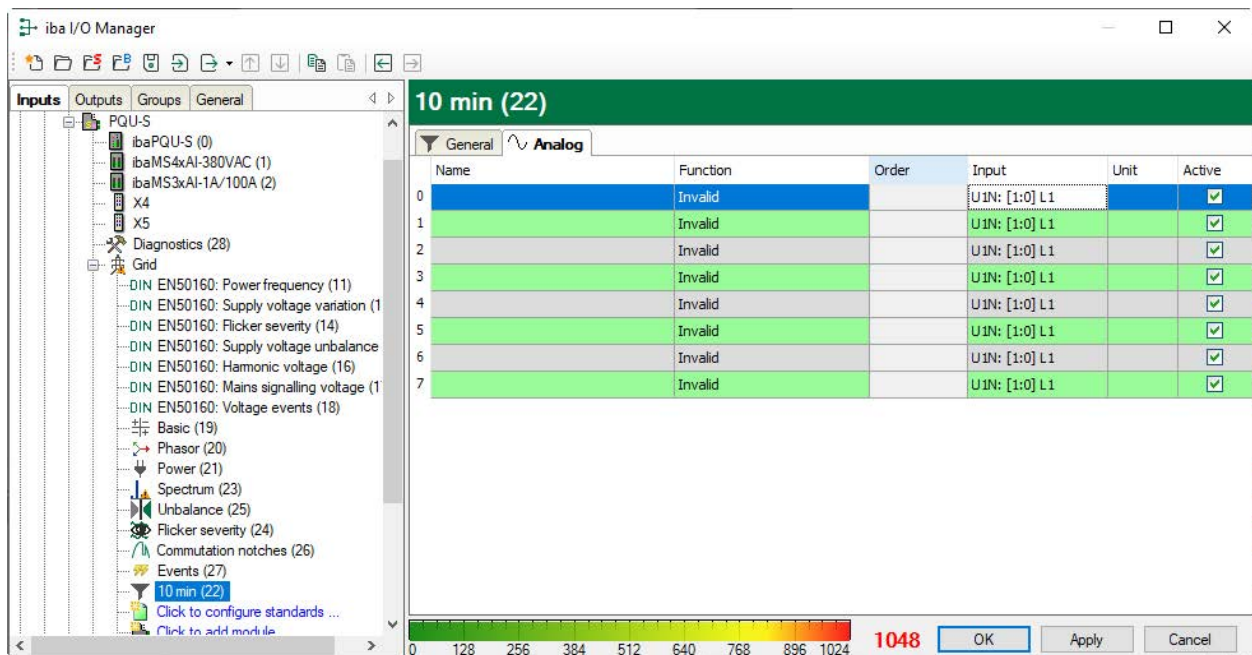 iba I/O Manager
Inputs Outputs Groups General
PQU-S
ibaPQU-S (0)
ibaMS4xAI-380VAC (1)
ibaMS3xAI-1A/100A (2)
X4
X5
Diagnostics (28)
Grid
DIN EN50160: Power frequency (11)
DIN EN50160: Supply voltage variation (1
DIN EN50160: Flicker severity (14)
DIN EN50160: Supply voltage unbalance
DIN EN50160: Harmonic voltage (16)
DIN EN50160: Mains signalling voltage (1
DIN EN50160: Voltage events (18)
Basic (19)
Phasor (20)
Power (21)
Spectrum (23)
Unbalance (25)
Flicker severity (24)
Commutation notches (26)
Events (27)
10 min (22)
Click to configure standards ...
Click to add module
10 min (22)
General Analog
Name Function Order Input Unit Active
0 Invalid U1N: [1:0] L1
1 Invalid U1N: [1:0] L1
2 Invalid U1N: [1:0] L1
3 Invalid U1N: [1:0] L1
4 Invalid U1N: [1:0] L1
5 Invalid U1N: [1:0] L1
6 Invalid U1N: [1:0] L1
7 Invalid U1N: [1:0] L1
0 128 256 384 512 640 768 896 1024
1048 OK Apply Cancel